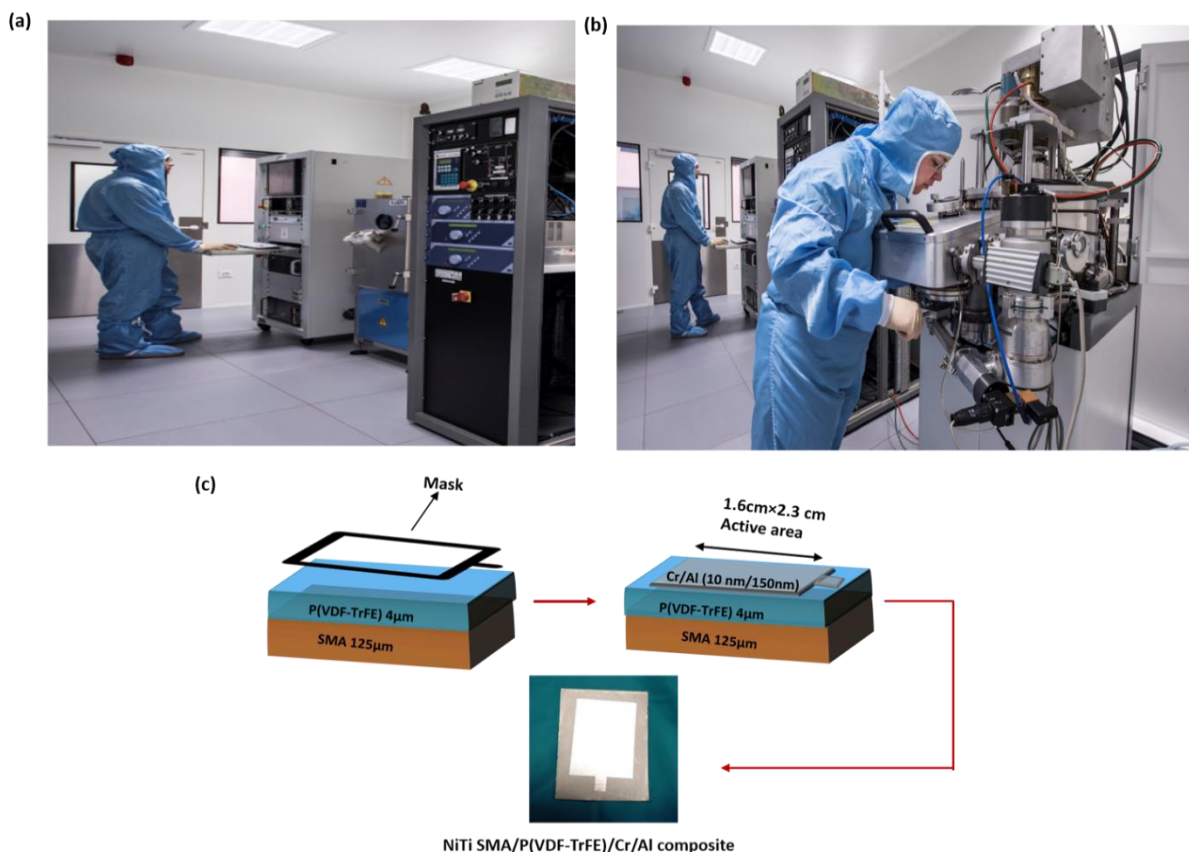 (a)
(b)
(c)
Mask
P(VDF-TrFE) 4μm
SMA 125μm
1.6cm×2.3 cm
Active area
Cr/Al (10 nm/150nm)
P(VDF-TrFE) 4μm
SMA 125μm
NiTi SMA/P(VDF-TrFE)/Cr/Al composite